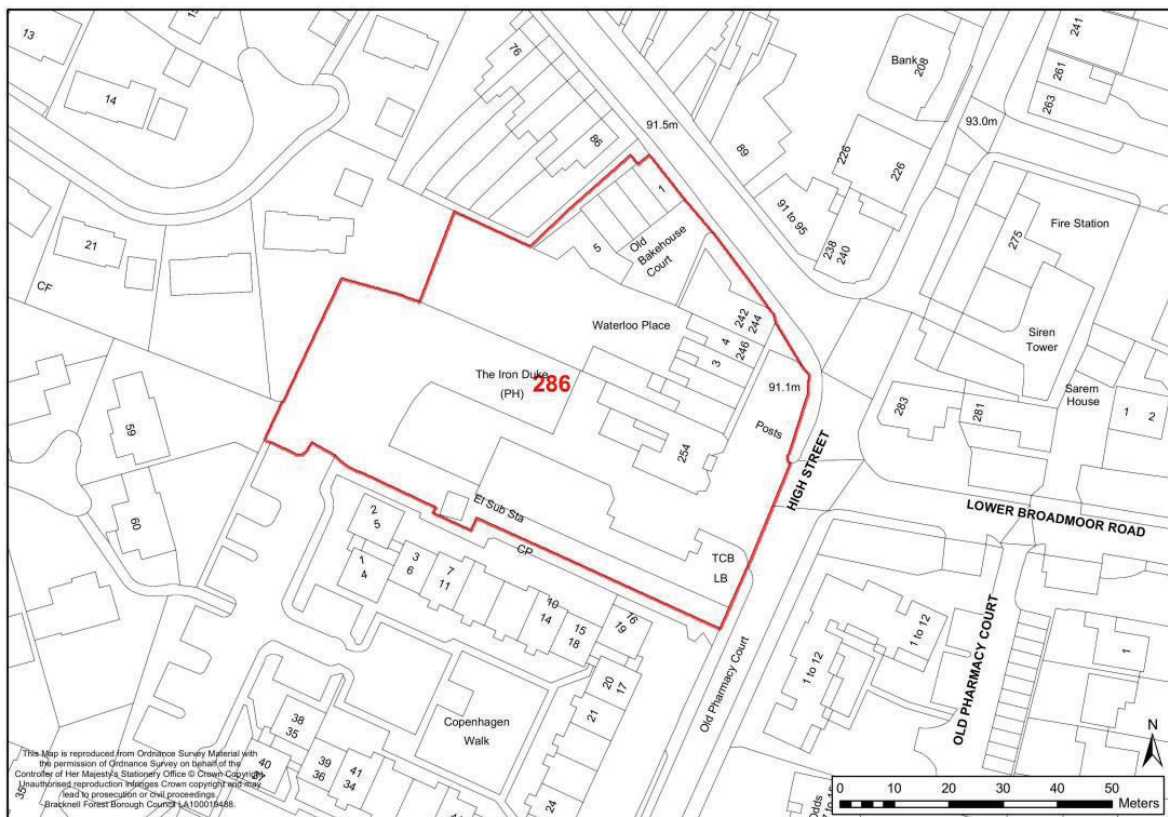 13
14
76
Bank
208
241
261
263
91.5m
93.0m
86
89
226
226
1
91 to 95
238
240
Fire Station
275
21
5
Old
Bakehouse
Court
CF
242
244
Waterloo Place
4
246
3
Siren
Tower
The Iron Duke
(PH)
286
91.1m
Sarem
House
1 2
283
281
59
Posts
254
HIGH STREET
El Sub Sta
LOWER BROADMOOR ROAD
60
2
5
CP
TCB
LB
1
4
3
6
7
11
10
14
15
18
16
19
1 to 12
1 to 12
OLD PHARMACY COURT
1
Old Pharmacy Court
20
17
21
Copenhagen
Walk
38
35
N
This Map is reproduced from Ordnance Survey Material with
the permission of Ordnance Survey on behalf of the
Controller of Her Majesty's Stationery Office © Crown Copyright
Unauthorised reproduction infringes Crown copyright and may
lead to prosecution or civil proceedings.
Bracknell Forest Borough Council LA100019488.
40
37
39
36
41
34
35
24
0 10 20 30 40 50
Meters